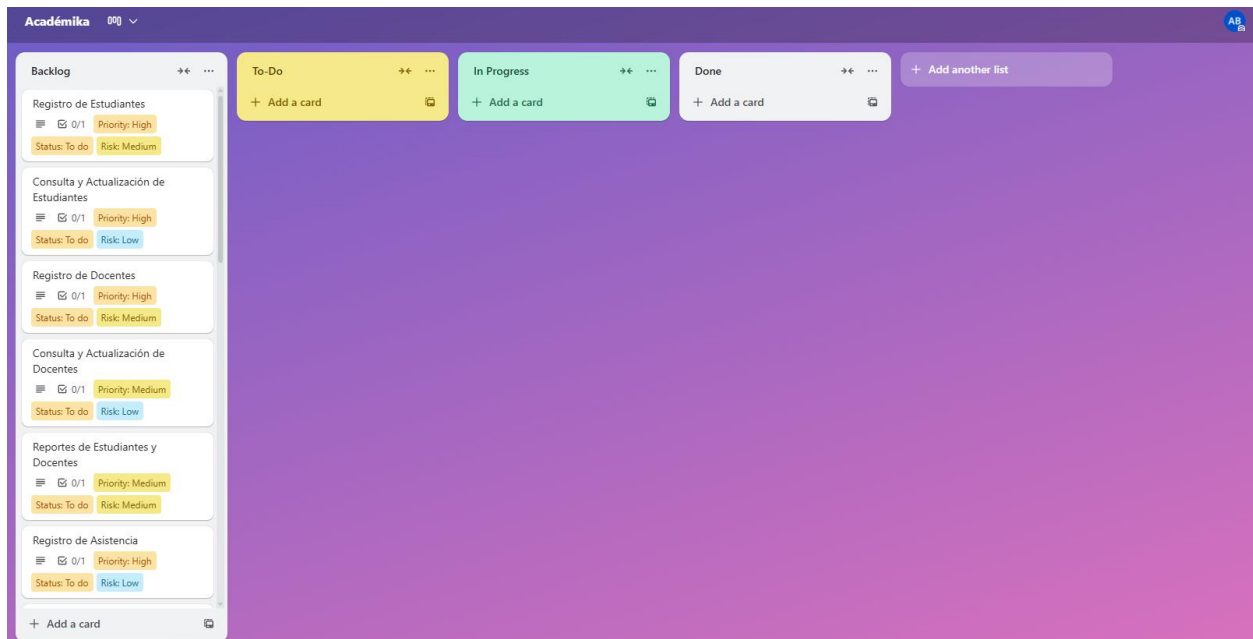 Académika
AB
Backlog
Registro de Estudiantes
0/1 Priority: High
Status: To do Risk: Medium
Consulta y Actualización de
Estudiantes
0/1 Priority: High
Status: To do Risk: Low
Registro de Docentes
0/1 Priority: High
Status: To do Risk: Medium
Consulta y Actualización de
Docentes
0/1 Priority: Medium
Status: To do Risk: Low
Reportes de Estudiantes y
Docentes
0/1 Priority: Medium
Status: To do Risk: Medium
Registro de Asistencia
0/1 Priority: High
Status: To do Risk: Low
+ Add a card
To-Do
+ Add a card
In Progress
+ Add a card
Done
+ Add a card
+ Add another list